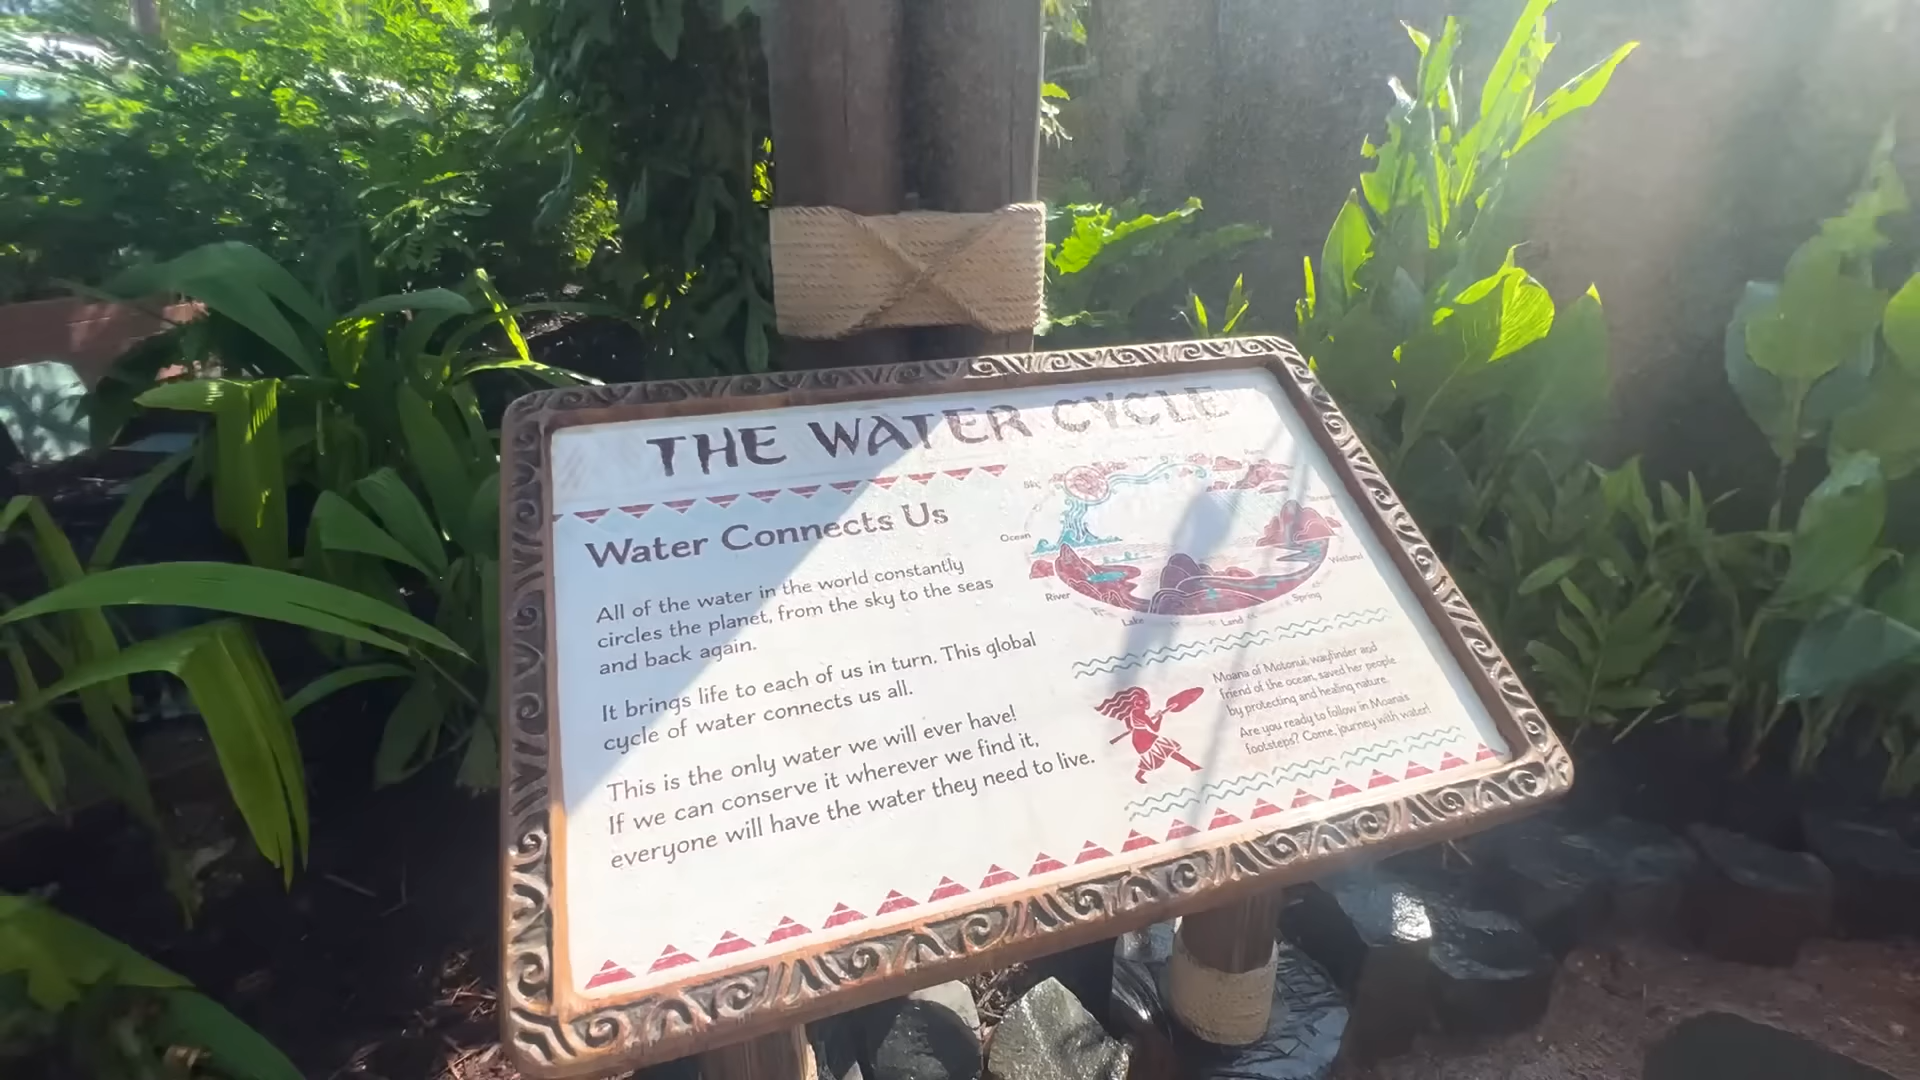 THE WATER CYCLE
Water Connects Us
All of the water in the world constantly
circles the planet, from the sky to the seas
and back again.
It brings life to each of us in turn. This global
cycle of water connects us all.
This is the only water we will ever have!
If we can conserve it wherever we find it,
everyone will have the water they need to live.
Sky
Rain
Stream
Ocean
Wetland
River
Spring
Lake
Land
Moana of Motunui, wayfinder and
friend of the ocean, saved her people
by protecting and healing nature.
Are you ready to follow in Moana's
footsteps? Come, journey with water!